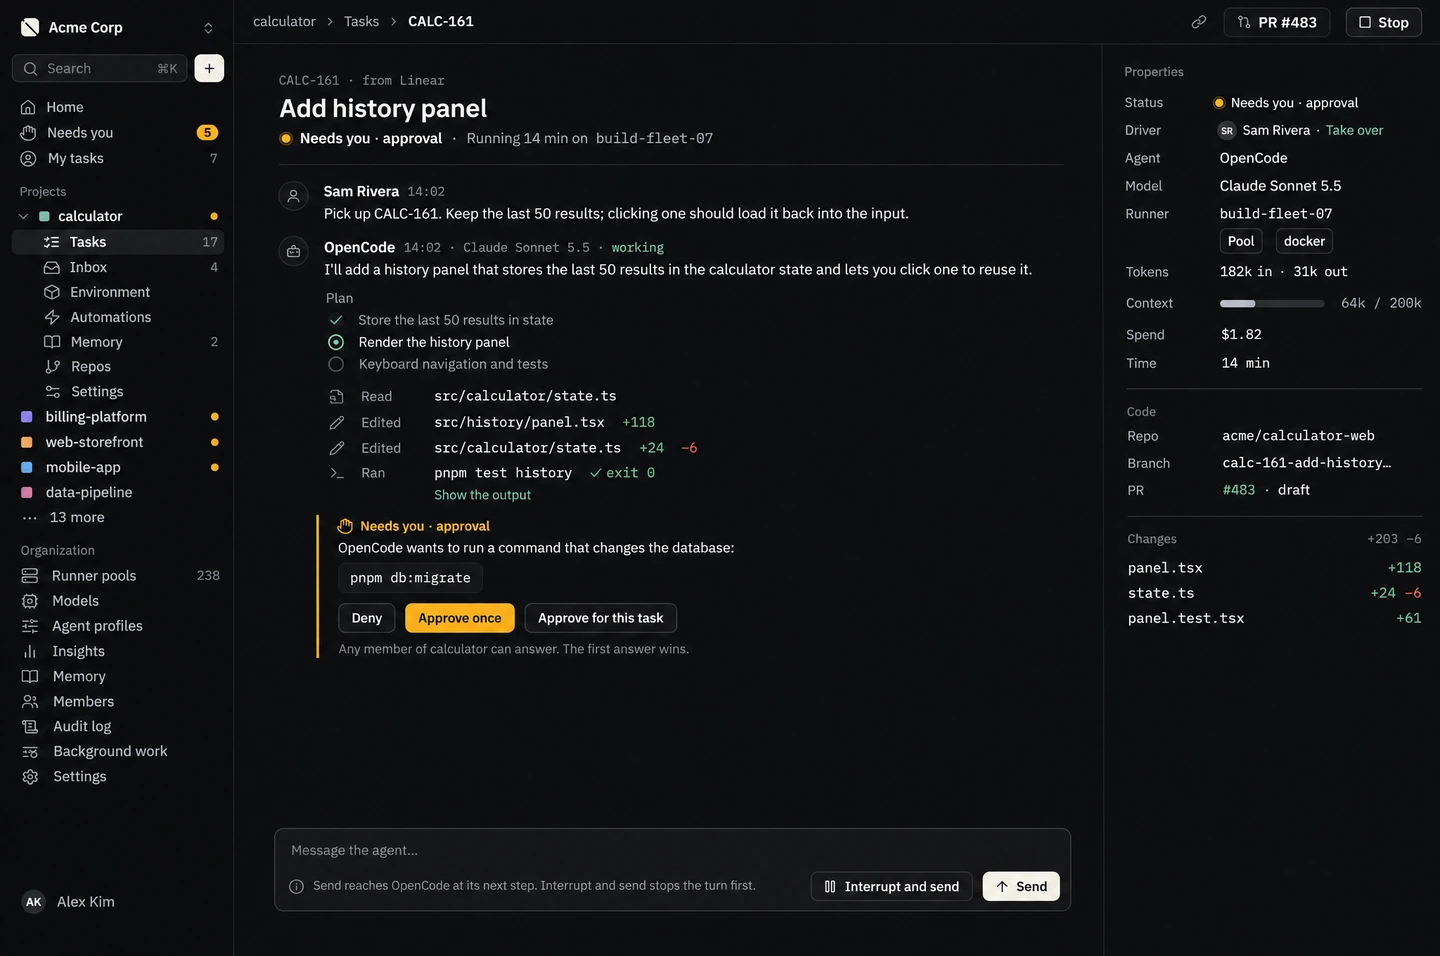 Acme Corp
Search ⌘K
+
Home
Needs you 5
My tasks 7
Projects
calculator
Tasks 17
Inbox 4
Environment
Automations
Memory 2
Repos
Settings
billing-platform
web-storefront
mobile-app
data-pipeline
··· 13 more
Organization
Runner pools 238
Models
Agent profiles
Insights
Memory
Members
Audit log
Background work
Settings
AK Alex Kim
calculator > Tasks > CALC-161
PR #483
Stop
CALC-161 · from Linear
Add history panel
Needs you · approval · Running 14 min on build-fleet-07
Sam Rivera 14:02
Pick up CALC-161. Keep the last 50 results; clicking one should load it back into the input.
OpenCode 14:02 · Claude Sonnet 5.5 · working
I'll add a history panel that stores the last 50 results in the calculator state and lets you click one to reuse it.
Plan
Store the last 50 results in state
Render the history panel
Keyboard navigation and tests
Read src/calculator/state.ts
Edited src/history/panel.tsx +118
Edited src/calculator/state.ts +24 −6
Ran pnpm test history ✓ exit 0
Show the output
Needs you · approval
OpenCode wants to run a command that changes the database:
pnpm db:migrate
Deny Approve once Approve for this task
Any member of calculator can answer. The first answer wins.
Message the agent...
Send reaches OpenCode at its next step. Interrupt and send stops the turn first.
Interrupt and send
Send
Properties
Status Needs you · approval
Driver SR Sam Rivera · Take over
Agent OpenCode
Model Claude Sonnet 5.5
Runner build-fleet-07
Pool docker
Tokens 182k in · 31k out
Context 64k / 200k
Spend $1.82
Time 14 min
Code
Repo acme/calculator-web
Branch calc-161-add-history…
PR #483 · draft
Changes +203 −6
panel.tsx +118
state.ts +24 −6
panel.test.tsx +61